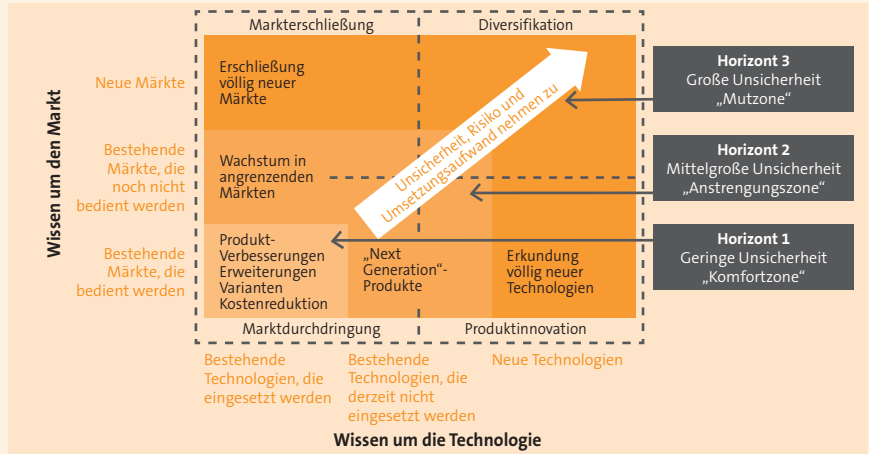 Markterschließung
Diversifikation
Wissen um den Markt
Neue Märkte
Bestehende
Märkte, die
noch nicht
bedient werden
Bestehende
Märkte, die
bedient werden
Erschließung
völlig neuer
Märkte
Wachstum in
angrenzenden
Märkten
Produkt-
Verbesserungen
Erweiterungen
Varianten
Kostenreduktion
„Next
Generation“-
Produkte
Erkundung
völlig neuer
Technologien
Unsicherheit, Risiko und
Umsetzungsaufwand nehmen zu
Horizont 3
Große Unsicherheit
„Mutzone“
Horizont 2
Mittelgroße Unsicherheit
„Anstrengungszone“
Horizont 1
Geringe Unsicherheit
„Komfortzone“
Marktdurchdringung
Produktinnovation
Bestehende
Technologien, die
eingesetzt werden
Bestehende
Technologien, die
derzeit nicht
eingesetzt werden
Neue Technologien
Wissen um die Technologie